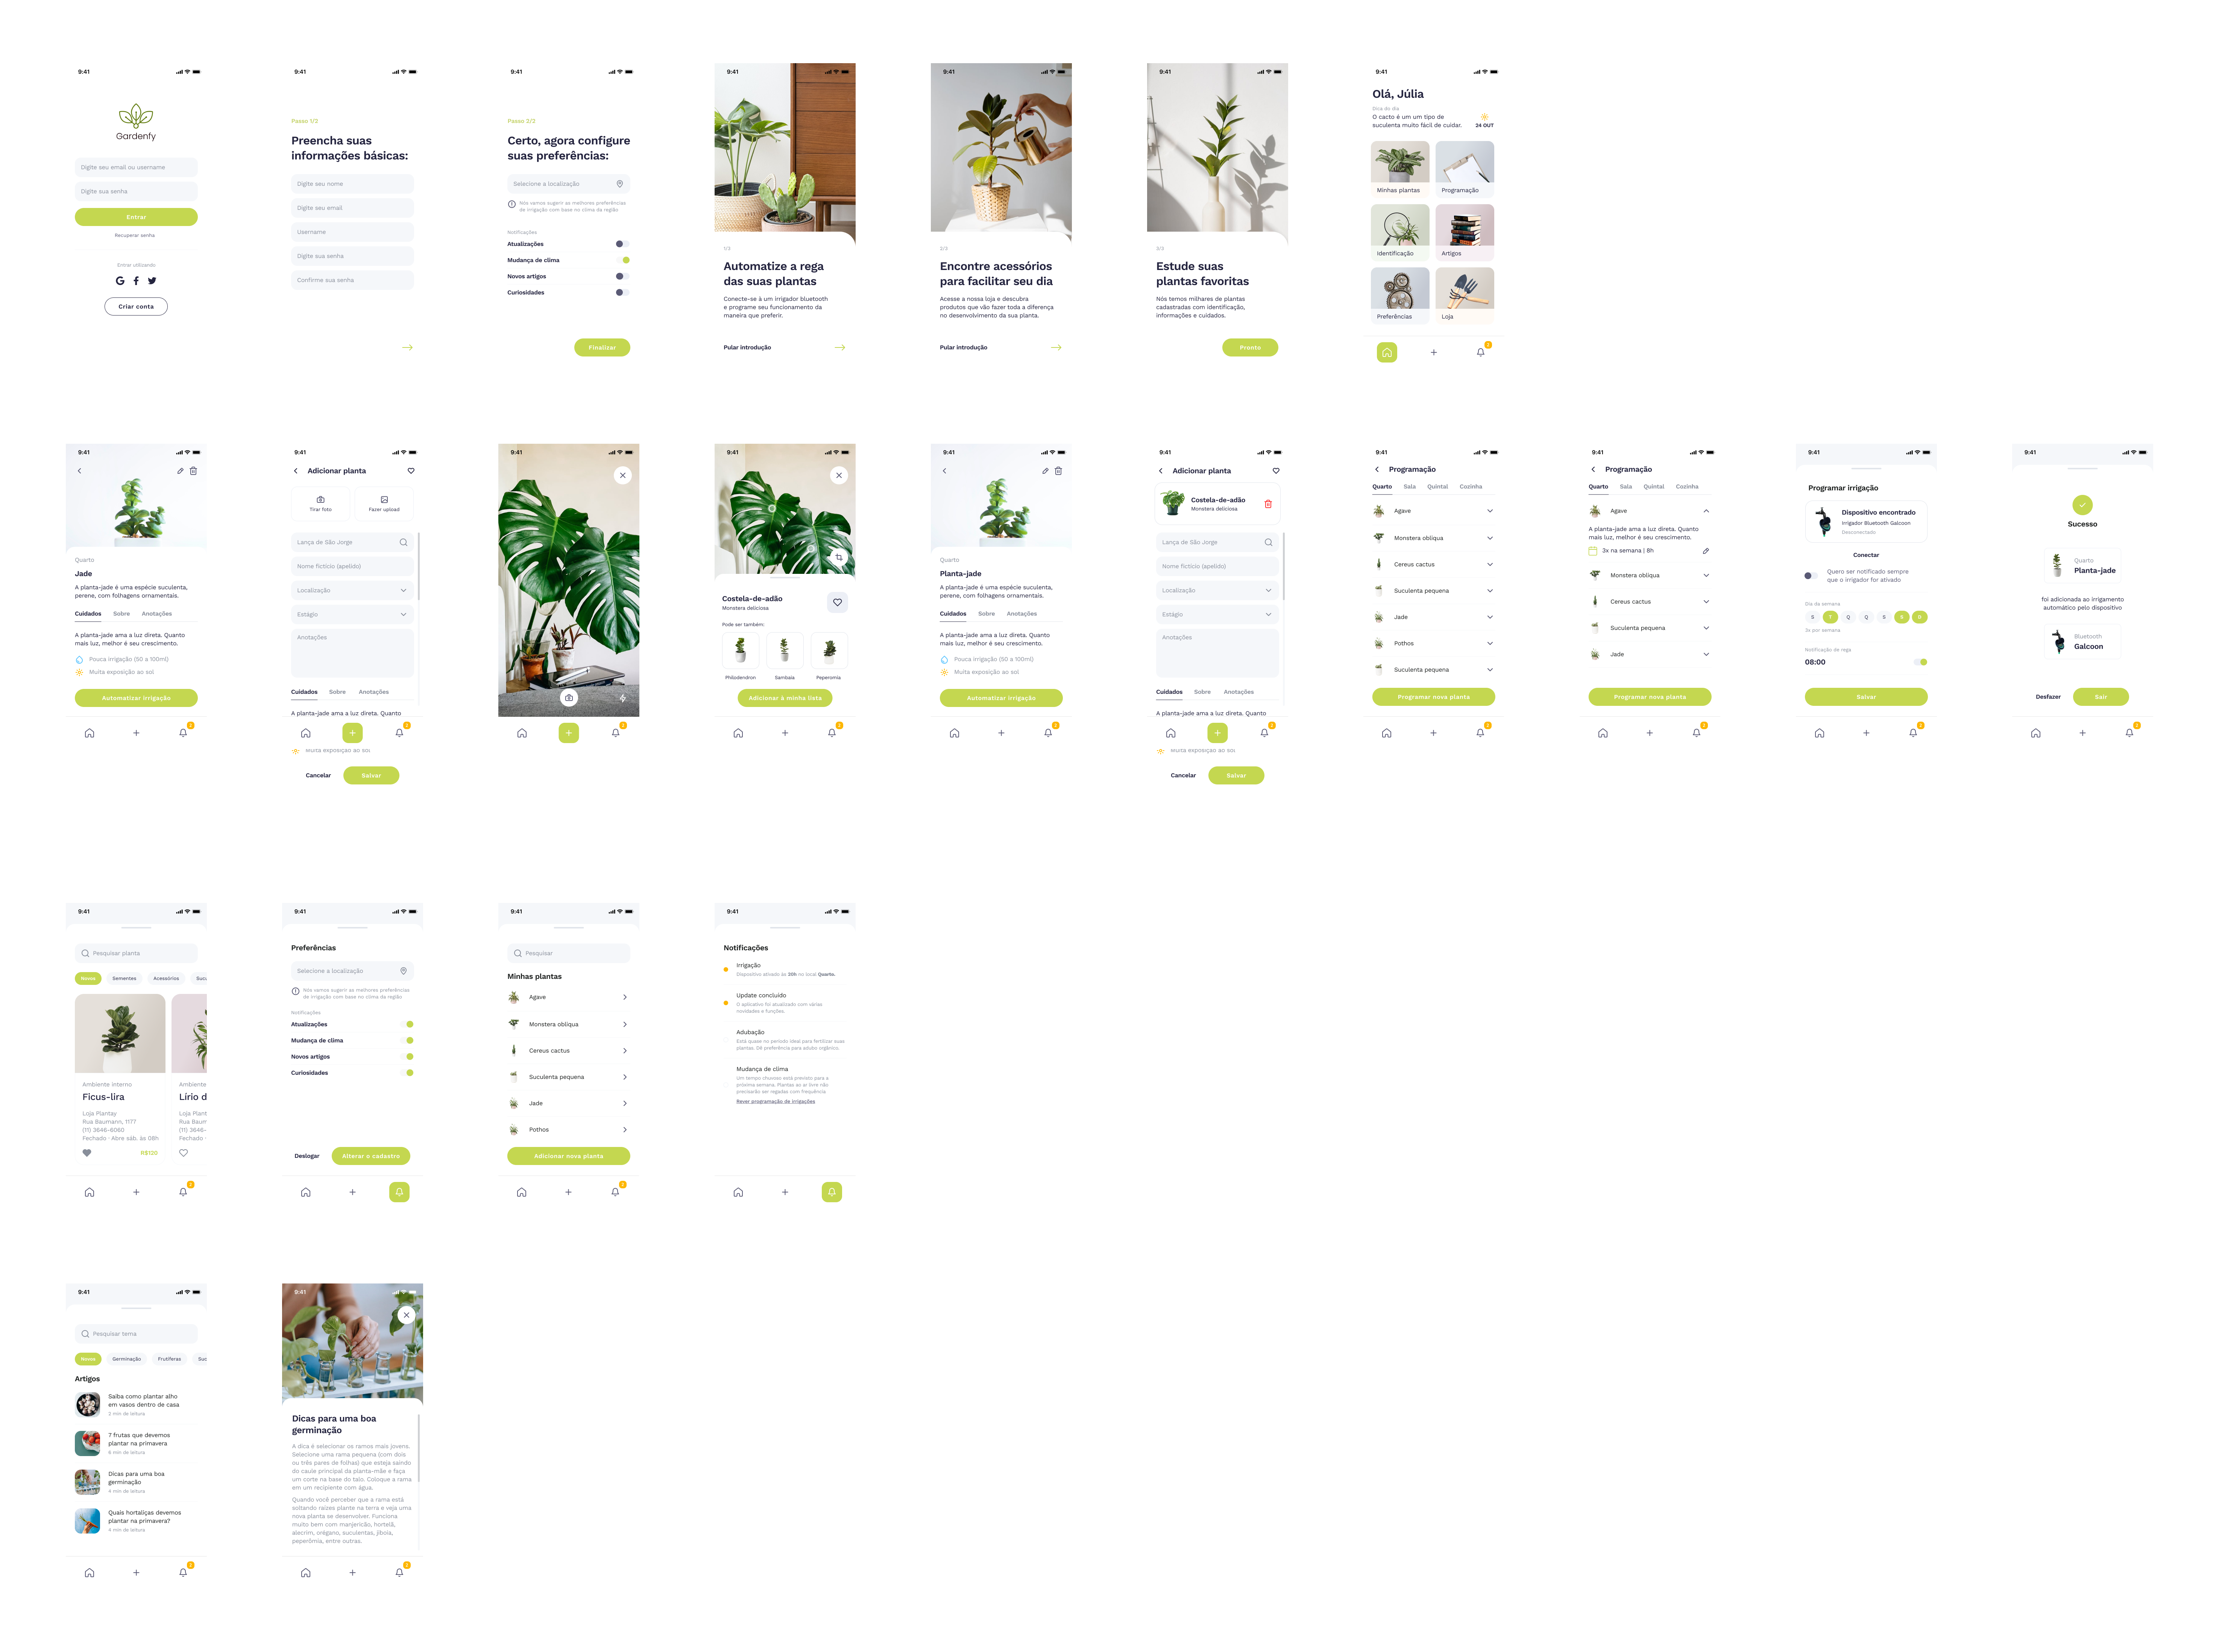 9:41
Gardenfy
Digite seu email ou username
Digite sua senha
Entrar
Recuperar senha
Entrar utilizando
Criar conta
9:41
Passo 1/2
Preencha suas
informações básicas:
Digite seu nome
Digite seu email
Username
Digite sua senha
Confirme sua senha
9:41
Passo 2/2
Certo, agora configure
suas preferências:
Selecione a localização
Nós vamos sugerir as melhores preferências
de irrigação com base no clima da região
Notificações
Atualizações
Mudança de clima
Novos artigos
Curiosidades
Finalizar
9:41
1/3
Automatize a rega
das suas plantas
Conecte-se à um irrigador bluetooth
e programe seu funcionamento da
maneira que preferir.
Pular introdução
9:41
2/3
Encontre acessórios
para facilitar seu dia
Acesse a nossa loja e descubra
produtos que vão fazer toda a diferença
no desenvolvimento da sua planta.
Pular introdução
9:41
3/3
Estude suas
plantas favoritas
Nós temos milhares de plantas
cadastradas com identificação,
informações e cuidados.
Pronto
9:41
Olá, Júlia
Dica do dia
O cacto é um um tipo de
suculenta muito fácil de cuidar.
24 OUT
Minhas plantas
Programação
Identificação
Artigos
Preferências
Loja
2
9:41
Quarto
Jade
A planta-jade é uma espécie suculenta,
perene, com folhagens ornamentais.
Cuidados Sobre Anotações
A planta-jade ama a luz direta. Quanto
mais luz, melhor é seu crescimento.
Pouca irrigação (50 a 100ml)
Muita exposição ao sol
Automatizar irrigação
2
9:41
Adicionar planta
Tirar foto
Fazer upload
Lança de São Jorge
Nome fictício (apelido)
Localização
Estágio
Anotações
Cuidados Sobre Anotações
A planta-jade ama a luz direta. Quanto
2
Muita exposição ao sol
Cancelar
Salvar
9:41
2
9:41
Costela-de-adão
Monstera deliciosa
Pode ser também:
Philodendron
Sambaia
Peperomia
Adicionar à minha lista
2
9:41
Quarto
Planta-jade
A planta-jade é uma espécie suculenta,
perene, com folhagens ornamentais.
Cuidados Sobre Anotações
A planta-jade ama a luz direta. Quanto
mais luz, melhor é seu crescimento.
Pouca irrigação (50 a 100ml)
Muita exposição ao sol
Automatizar irrigação
2
9:41
Adicionar planta
Costela-de-adão
Monstera deliciosa
Lança de São Jorge
Nome fictício (apelido)
Localização
Estágio
Anotações
Cuidados Sobre Anotações
A planta-jade ama a luz direta. Quanto
2
Muita exposição ao sol
Cancelar
Salvar
9:41
Programação
Quarto Sala Quintal Cozinha
Agave
Monstera obliqua
Cereus cactus
Suculenta pequena
Jade
Pothos
Suculenta pequena
Programar nova planta
2
9:41
Programação
Quarto Sala Quintal Cozinha
Agave
A planta-jade ama a luz direta. Quanto
mais luz, melhor é seu crescimento.
3x na semana | 8h
Monstera obliqua
Cereus cactus
Suculenta pequena
Jade
Programar nova planta
2
9:41
Programar irrigação
Dispositivo encontrado
Irrigador Bluetooth Galcoon
Desconectado
Conectar
Quero ser notificado sempre
que o irrigador for ativado
Dia da semana
S T Q Q S S D
3x por semana
Notificação de rega
08:00
Salvar
2
9:41
Sucesso
Quarto
Planta-jade
foi adicionada ao irrigamento
automático pelo dispositivo
Bluetooth
Galcoon
Desfazer
Sair
2
9:41
Pesquisar planta
Novos Sementes Acessórios Sucu
Ambiente interno
Ficus-lira
Loja Plantay
Rua Baumann, 1177
(11) 3646-6060
Fechado · Abre sáb. às 08h
R$120
Ambiente
Lírio d
Loja Plant
Rua Baum
(11) 3646-
Fechado ·
2
9:41
Preferências
Selecione a localização
Nós vamos sugerir as melhores preferências
de irrigação com base no clima da região
Notificações
Atualizações
Mudança de clima
Novos artigos
Curiosidades
Deslogar
Alterar o cadastro
9:41
Pesquisar
Minhas plantas
Agave
Monstera obliqua
Cereus cactus
Suculenta pequena
Jade
Pothos
Adicionar nova planta
2
9:41
Notificações
Irrigação
Dispositivo ativado às 20h no local Quarto.
Update concluído
O aplicativo foi atualizado com várias
novidades e funções.
Adubação
Está quase no período ideal para fertilizar suas
plantas. Dê preferência para adubo orgânico.
Mudança de clima
Um tempo chuvoso está previsto para a
próxima semana. Plantas ao ar livre não
precisarão ser regadas com frequência
Rever programação de irrigações
9:41
Pesquisar tema
Novos Germinação Frutíferas Suc
Artigos
Saiba como plantar alho
em vasos dentro de casa
2 min de leitura
7 frutas que devemos
plantar na primavera
6 min de leitura
Dicas para uma boa
germinação
4 min de leitura
Quais hortaliças devemos
plantar na primavera?
4 min de leitura
2
9:41
Dicas para uma boa
germinação
A dica é selecionar os ramos mais jovens.
Selecione uma rama pequena (com dois
ou três pares de folhas) que esteja saindo
do caule principal da planta-mãe e faça
um corte na base do talo. Coloque a rama
em um recipiente com água.
Quando você perceber que a rama está
soltando raízes plante na terra e veja uma
nova planta se desenvolver. Funciona
muito bem com manjericão, hortelã,
alecrim, orégano, suculentas, jiboia,
peperômia, entre outras.
2